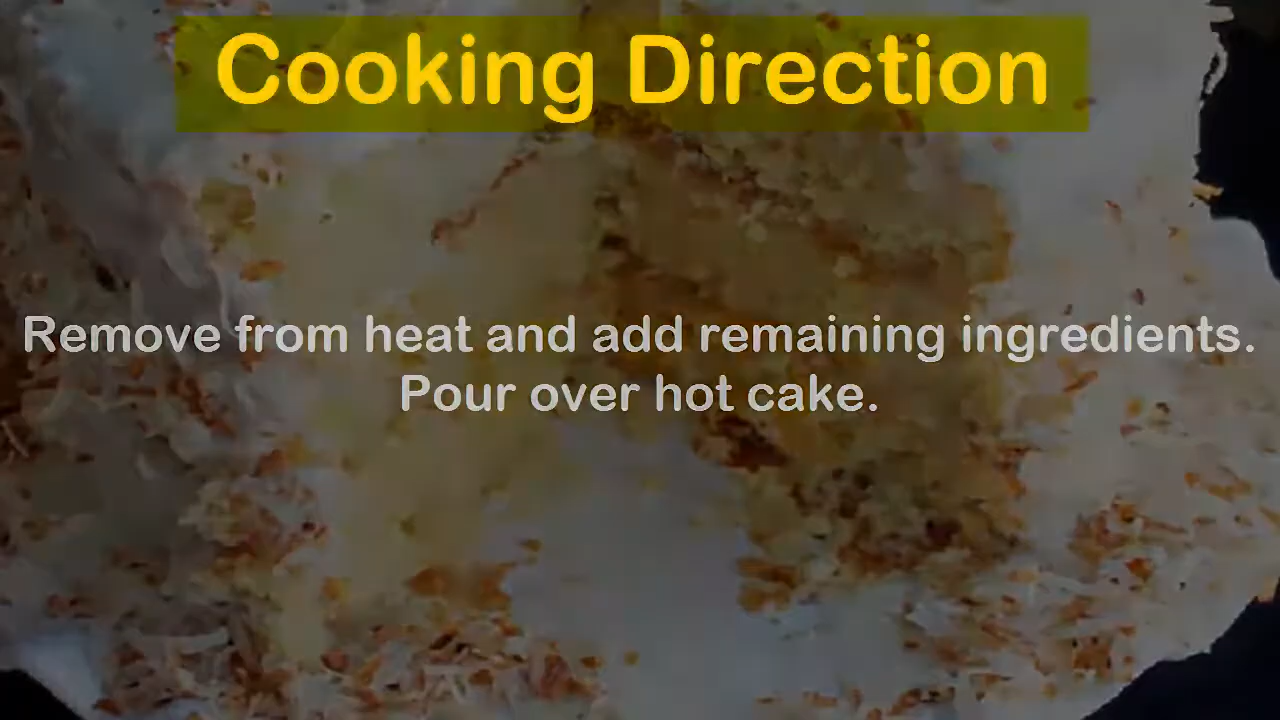 Cooking Direction
Remove from heat and add remaining ingredients.
Pour over hot cake.